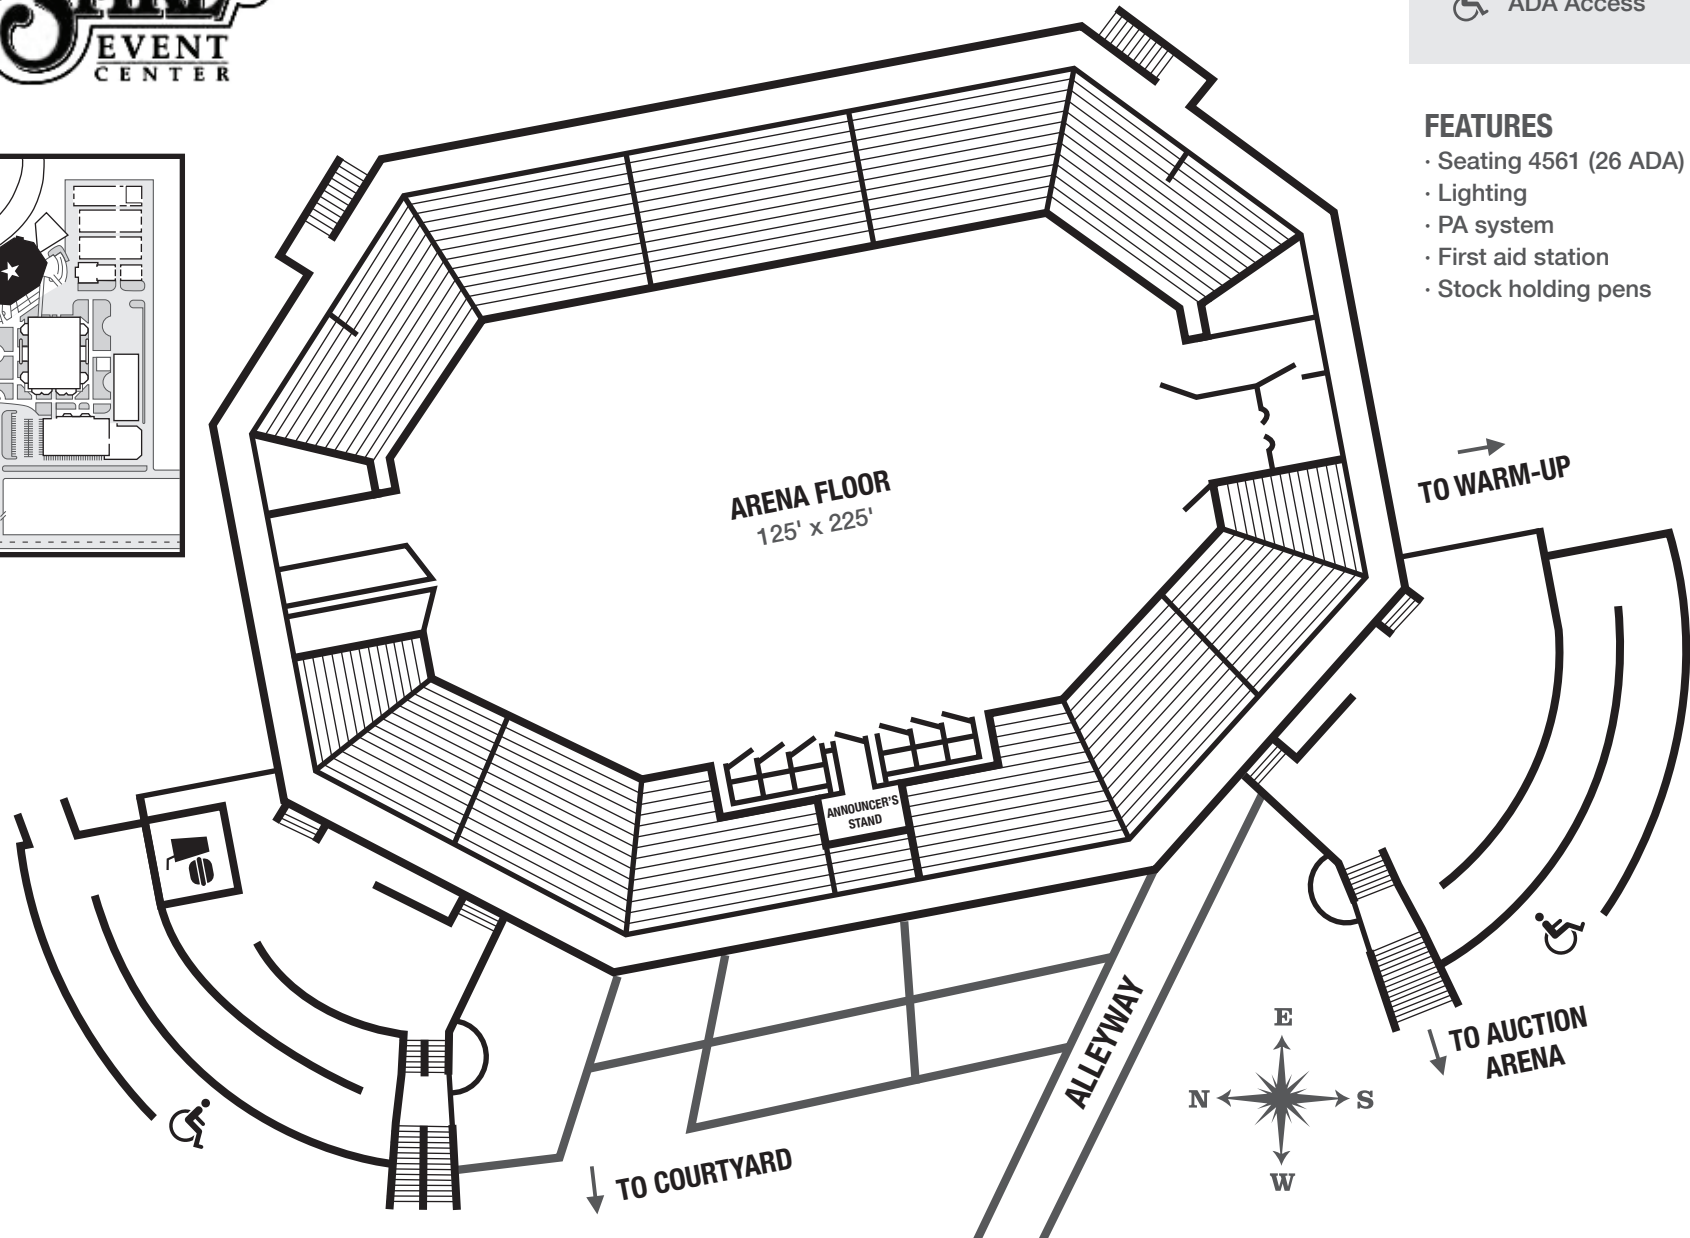 EVENT
CENTER
ADA Access
FEATURES
· Seating 4561 (26 ADA)
· Lighting
· PA system
· First aid station
· Stock holding pens
ARENA FLOOR
125' x 225'
TO WARM-UP
ANNOUNCER'S
STAND
ALLEYWAY
TO AUCTION
ARENA
E
N
S
W
TO COURTYARD